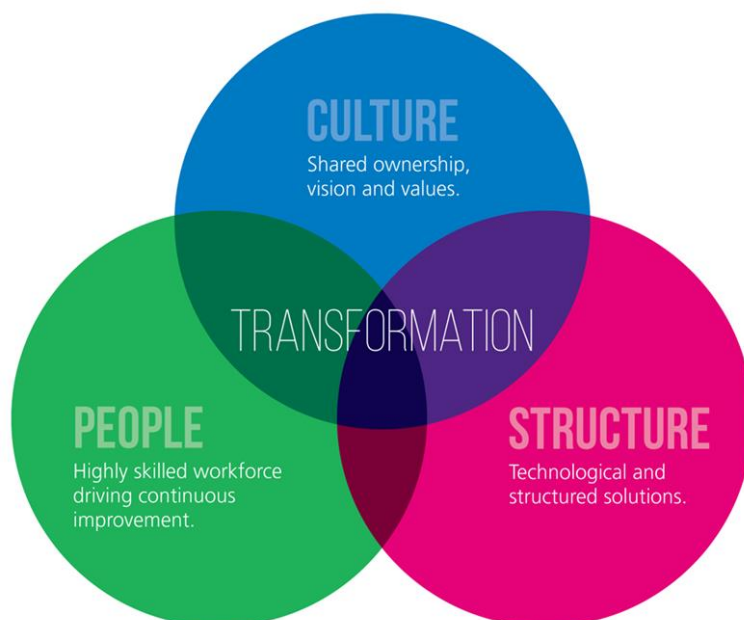 CULTURE
Shared ownership,
vision and values.
TRANSFORMATION
PEOPLE
Highly skilled workforce
driving continuous
improvement.
STRUCTURE
Technological and
structured solutions.